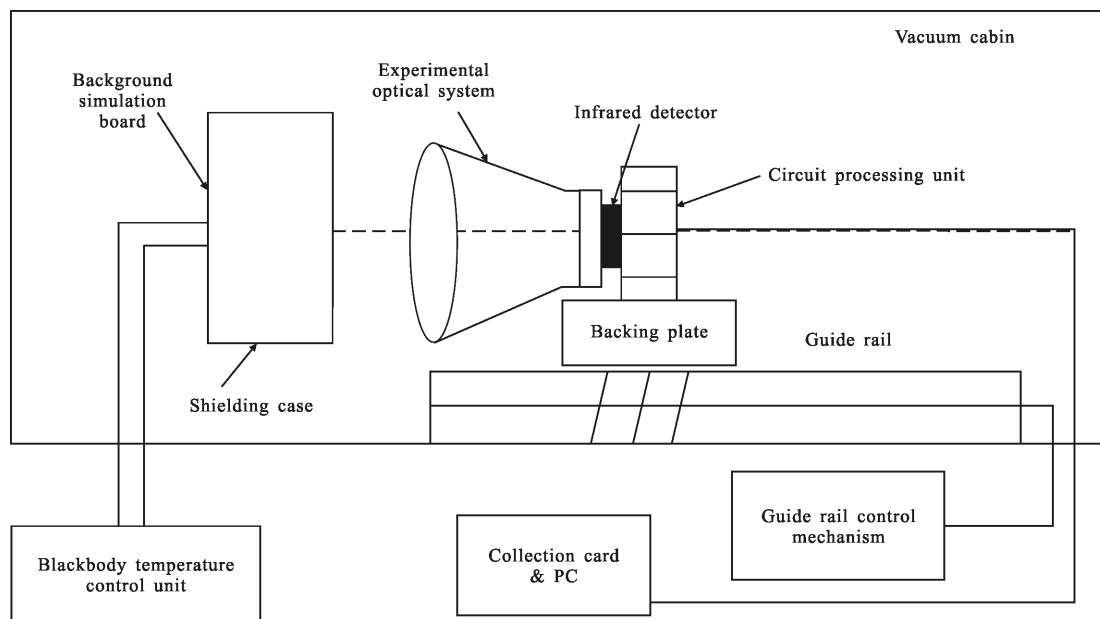 Vacuum cabin
Background
simulation
board
Experimental
optical system
Infrared detector
Circuit processing unit
Backing plate
Guide rail
Shielding case
Guide rail control
mechanism
Collection card
& PC
Blackbody temperature
control unit